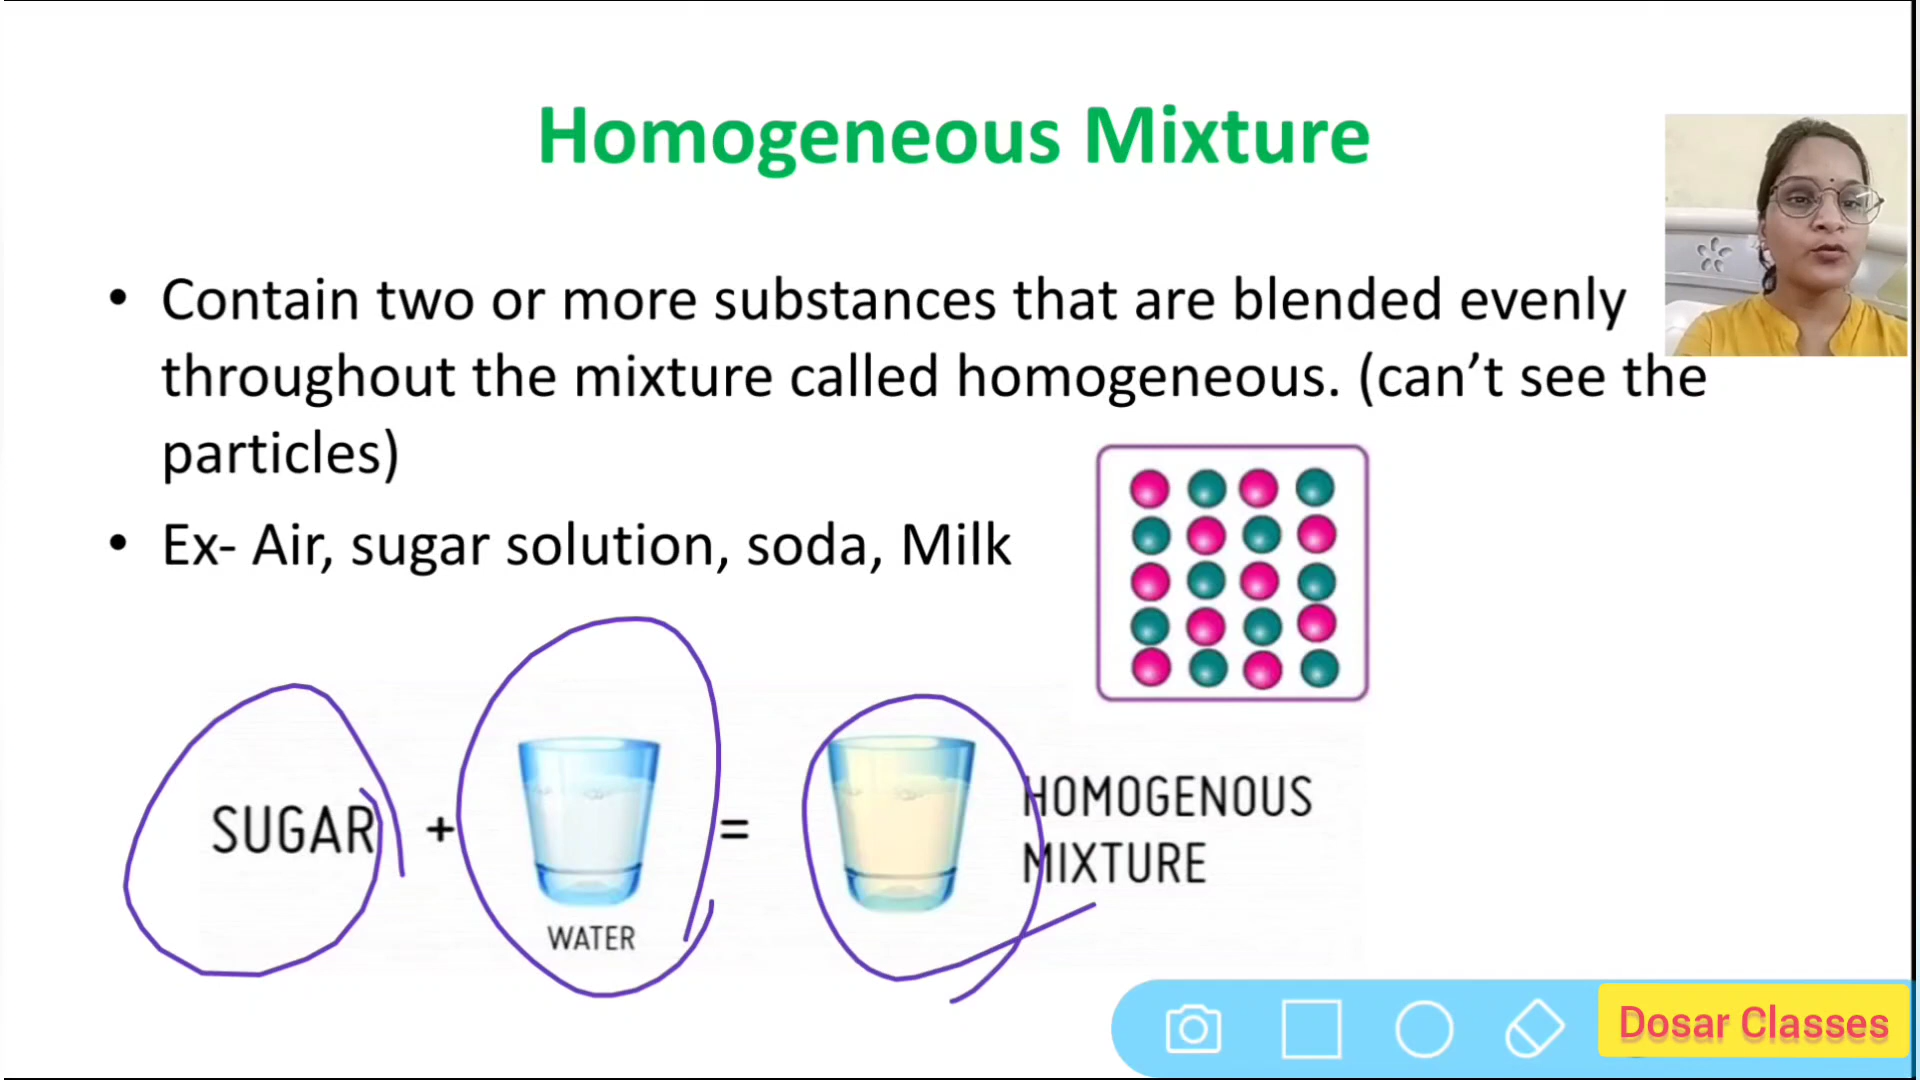 Homogeneous Mixture
• Contain two or more substances that are blended evenly
throughout the mixture called homogeneous. (can’t see the
particles)
• Ex- Air, sugar solution, soda, Milk
SUGAR + = HOMOGENOUS
MIXTURE
WATER
Dosar Classes